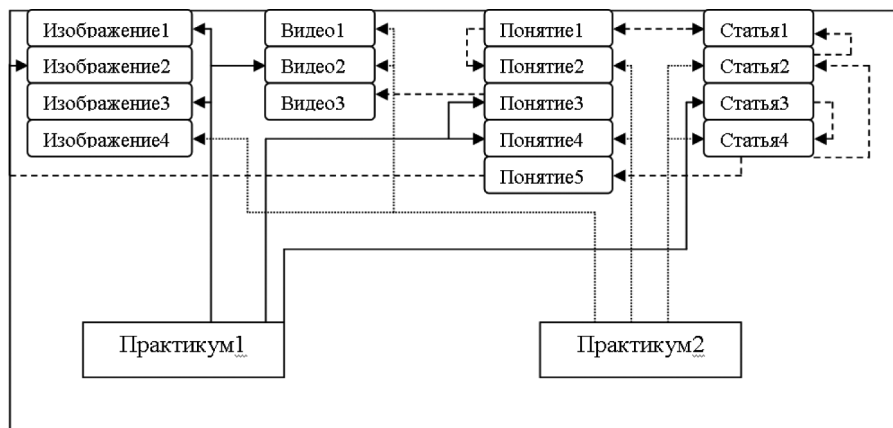 Изображение1
Изображение2
Изображение3
Изображение4
Видео1
Видео2
Видео3
Понятие1
Понятие2
Понятие3
Понятие4
Понятие5
Статья1
Статья2
Статья3
Статья4
Практикум1
Практикум2